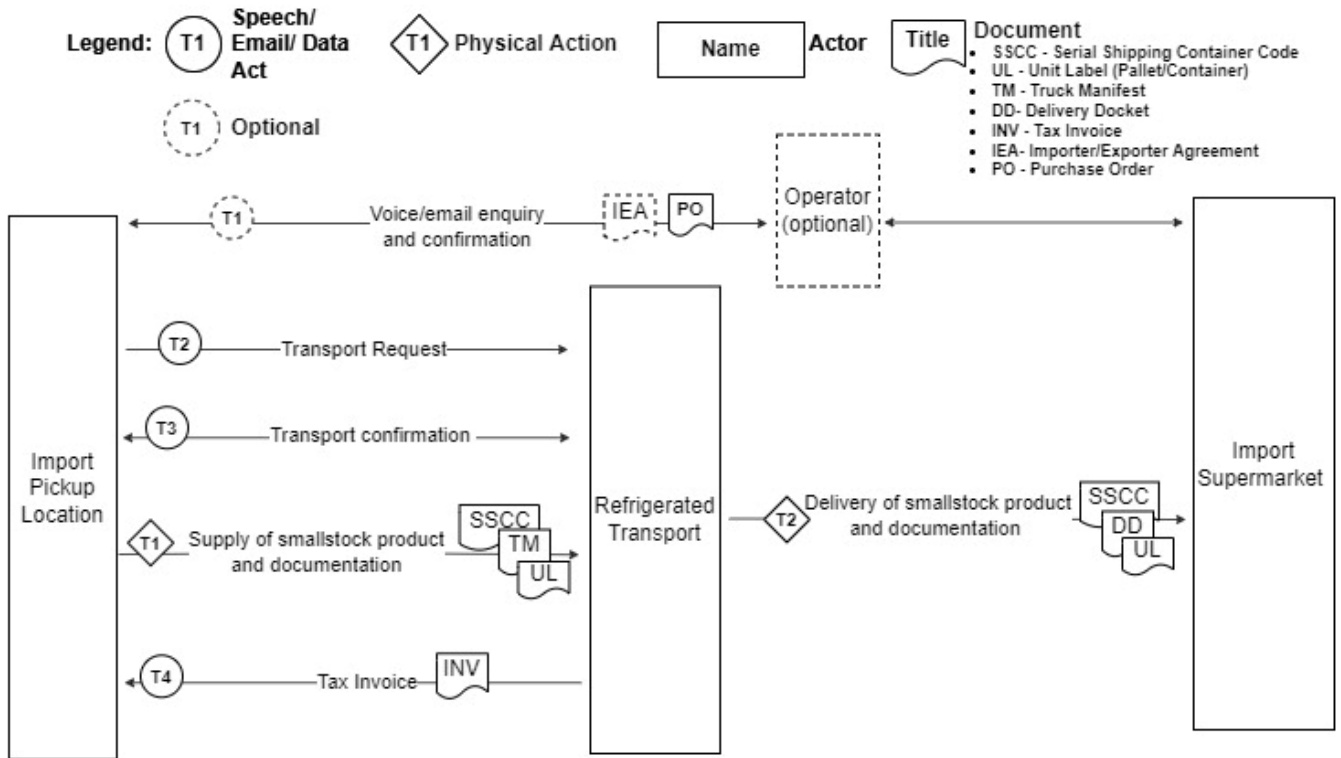 Legend:
T1
Speech/
Email/ Data
Act
T1
Physical Action
Name
Actor
Title
Document
• SSCC - Serial Shipping Container Code
• UL - Unit Label (Pallet/Container)
• TM - Truck Manifest
• DD- Delivery Docket
• INV - Tax Invoice
• IEA- Importer/Exporter Agreement
• PO - Purchase Order
T1
Optional
T1
Voice/email enquiry
and confirmation
IEA
PO
Operator
(optional)
T2
Transport Request
T3
Transport confirmation
Import
Pickup
Location
T1
Supply of smallstock product
and documentation
SSCC
TM
UL
Refrigerated
Transport
T2
Delivery of smallstock product
and documentation
SSCC
DD
UL
Import
Supermarket
T4
Tax Invoice
INV